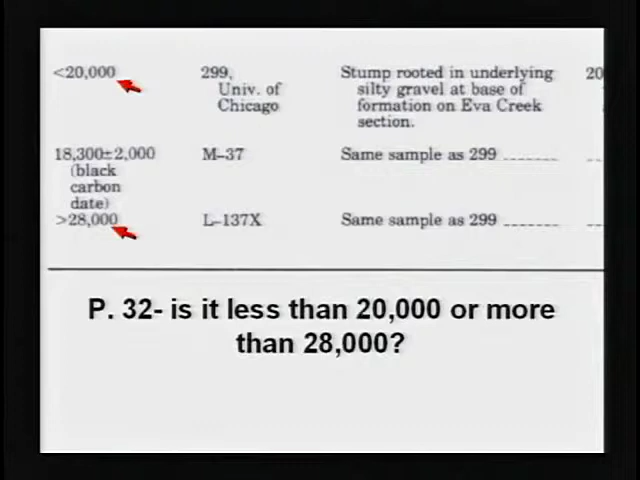 <20,000 299, Stump rooted in underlying 20
Univ. of silty gravel at base of
Chicago formation on Eva Creek
section.
18,300±2,000 M–37 Same sample as 299
(black
carbon
date)
>28,000 L–137X Same sample as 299
P. 32- is it less than 20,000 or more
than 28,000?